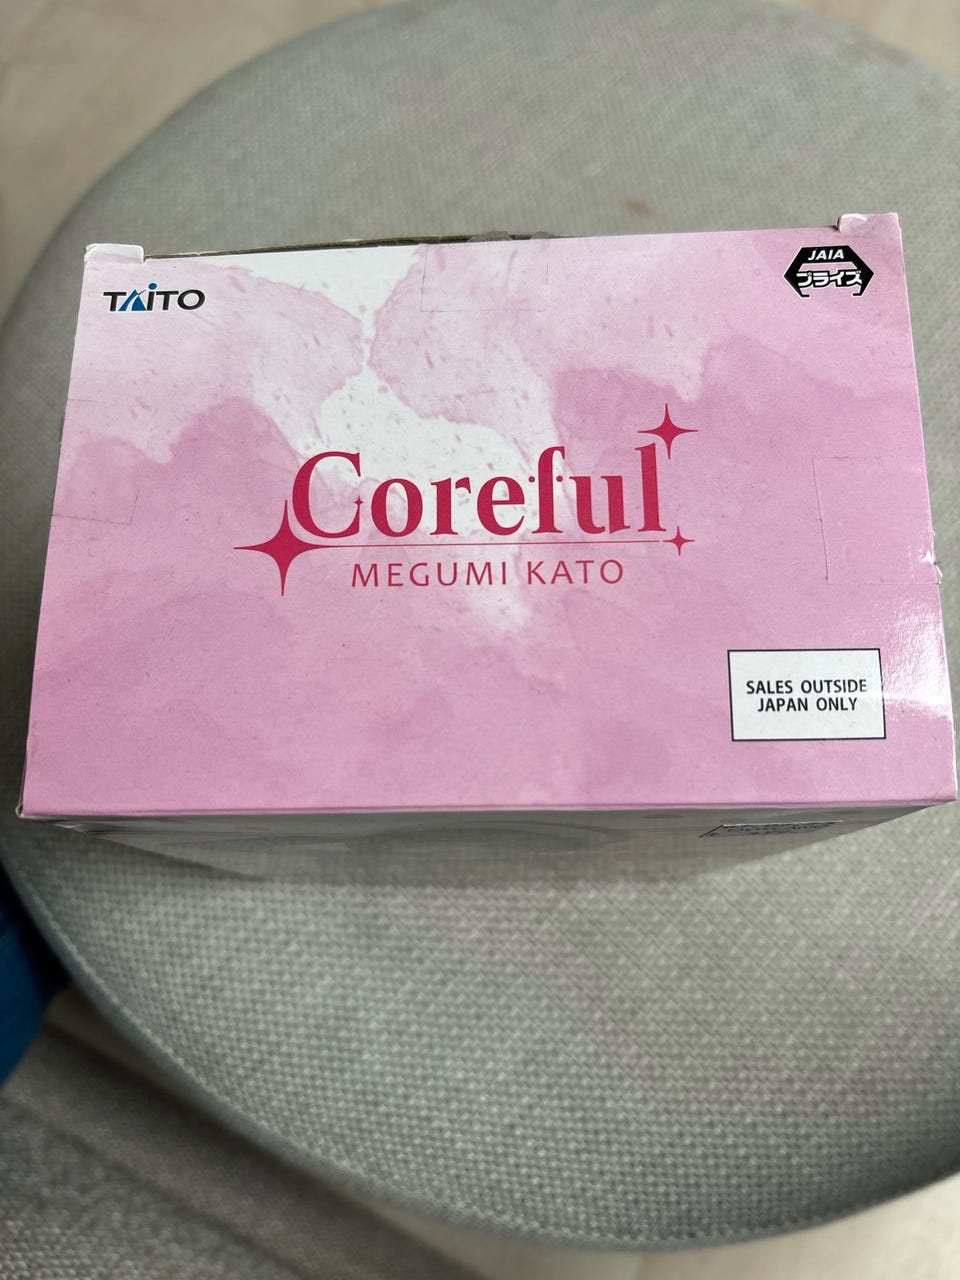 TAITO
JAIA
プライズ
Coreful
MEGUMI KATO
SALES OUTSIDE
JAPAN ONLY